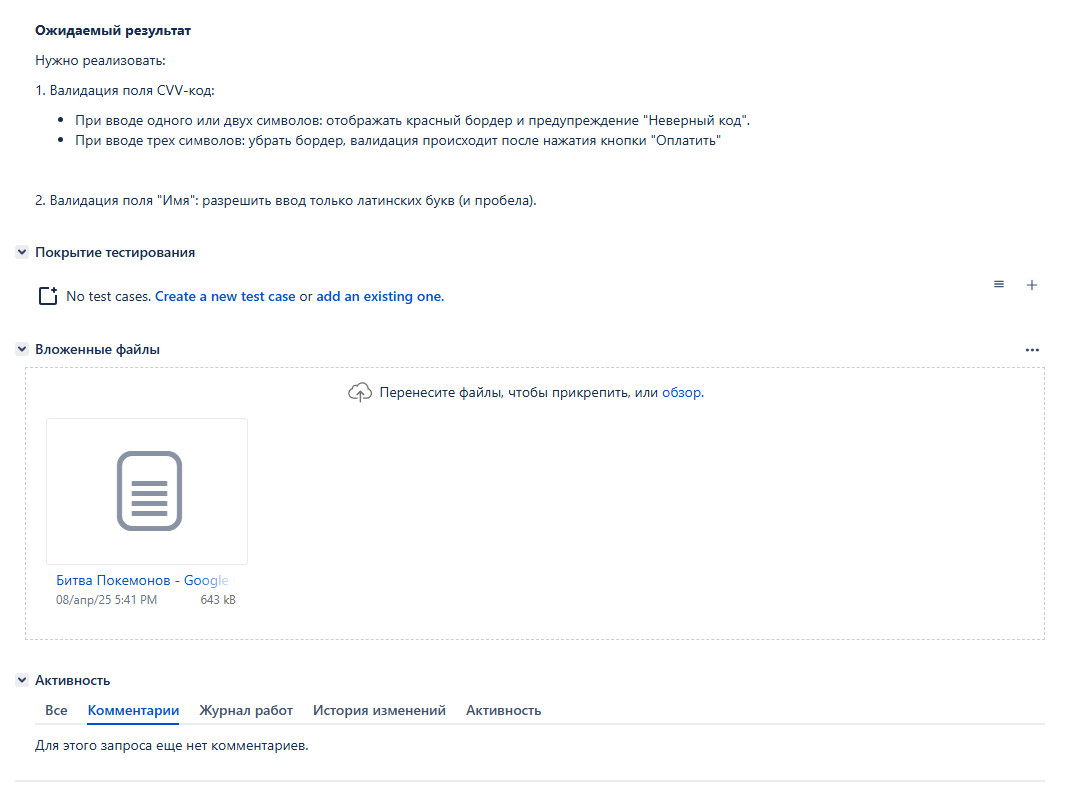 Ожидаемый результат
Нужно реализовать:
1. Валидация поля CVV-код:
• При вводе одного или двух символов: отображать красный бордер и предупреждение "Неверный код".
• При вводе трех символов: убрать бордер, валидация происходит после нажатия кнопки "Оплатить"
2. Валидация поля "Имя": разрешить ввод только латинских букв (и пробела).
Покрытие тестирования
No test cases. Create a new test case or add an existing one.
Вложенные файлы
Перенесите файлы, чтобы прикрепить, или обзор.
Битва Покемонов - Google
08/апр/25 5:41 PM 643 kB
Активность
Все Комментарии Журнал работ История изменений Активность
Для этого запроса еще нет комментариев.